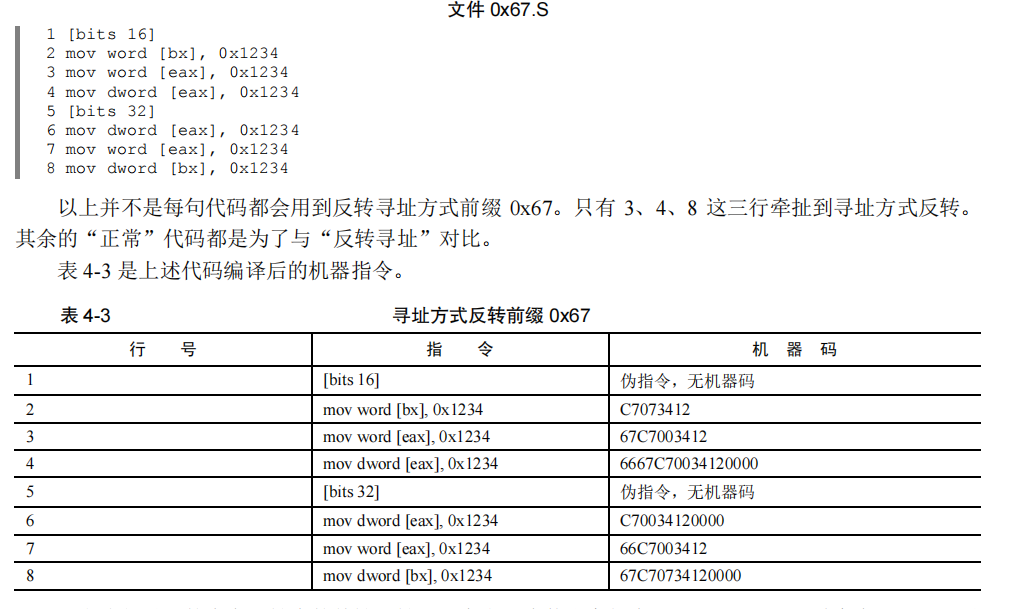 文件 0x67.S
1 [bits 16]
2 mov word [bx], 0x1234
3 mov word [eax], 0x1234
4 mov dword [eax], 0x1234
5 [bits 32]
6 mov dword [eax], 0x1234
7 mov word [eax], 0x1234
8 mov dword [bx], 0x1234
以上并不是每句代码都会用到反转寻址方式前缀 0x67。只有 3、4、8 这三行牵扯到寻址方式反转。
其余的“正常”代码都是为了与“反转寻址”对比。
表 4-3 是上述代码编译后的机器指令。
表 4-3 寻址方式反转前缀 0x67
行 号 指 令 机 器 码
1 [bits 16] 伪指令，无机器码
2 mov word [bx], 0x1234 C7073412
3 mov word [eax], 0x1234 67C7003412
4 mov dword [eax], 0x1234 6667C70034120000
5 [bits 32] 伪指令，无机器码
6 mov dword [eax], 0x1234 C70034120000
7 mov word [eax], 0x1234 66C7003412
8 mov dword [bx], 0x1234 67C70734120000